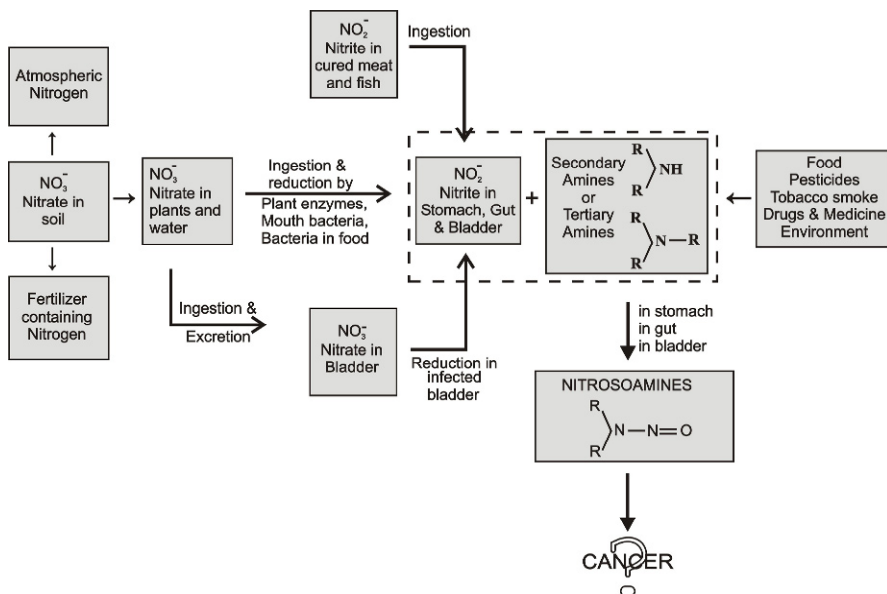 Atmospheric
Nitrogen
NO₃⁻
Nitrate in
soil
Fertilizer
containing
Nitrogen
NO₃⁻
Nitrate in
plants and
water
Ingestion &
reduction by
Plant enzymes,
Mouth bacteria,
Bacteria in food
Ingestion &
Excretion
NO₂⁻
Nitrite in
cured meat
and fish
Ingestion
NO₃⁻
Nitrate in
Bladder
Reduction in
infected
bladder
NO₂⁻
Nitrite in
Stomach, Gut
& Bladder
+
Secondary
Amines
or
Tertiary
Amines
R
NH
R
R
N — R
R
Food
Pesticides
Tobacco smoke
Drugs & Medicine
Environment
in stomach
in gut
in bladder
NITROSOAMINES
R
N — N = O
R
CANCER
?